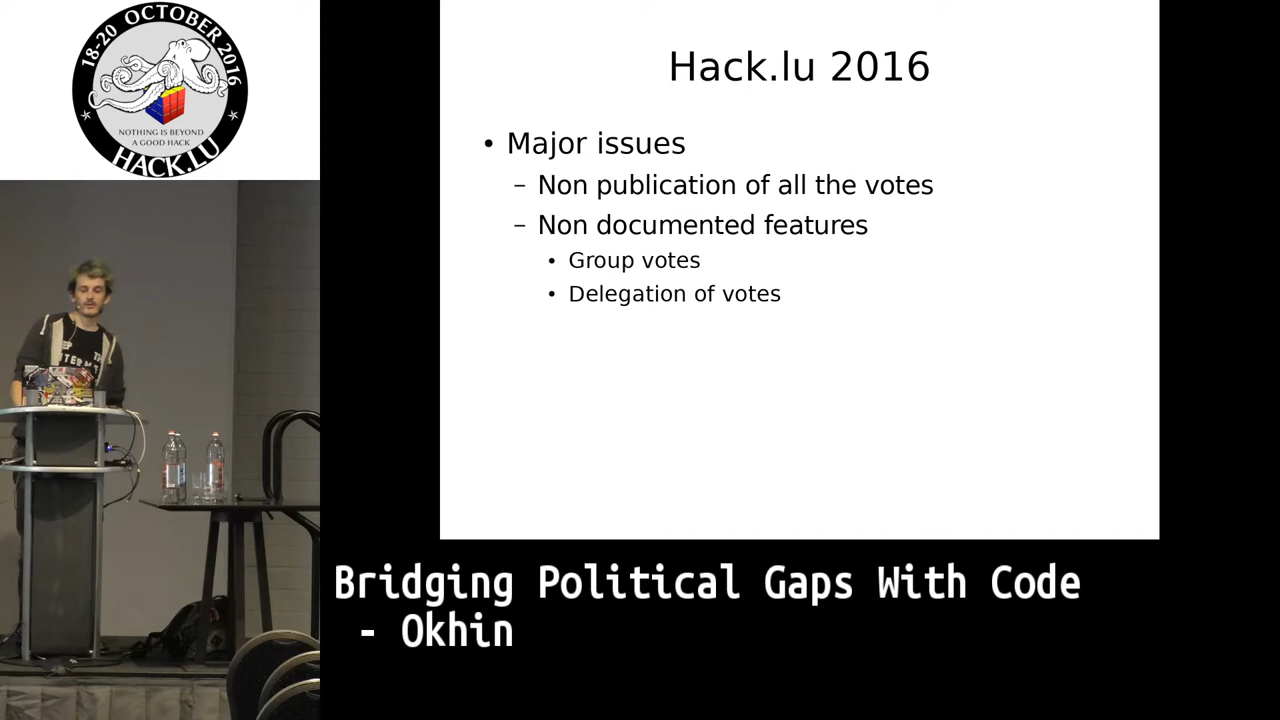 18-20 OCTOBER 2016
NOTHING IS BEYOND
A GOOD HACK
HACK.LU
Hack.lu 2016
• Major issues
– Non publication of all the votes
– Non documented features
• Group votes
• Delegation of votes
Bridging Political Gaps With Code
- Okhin